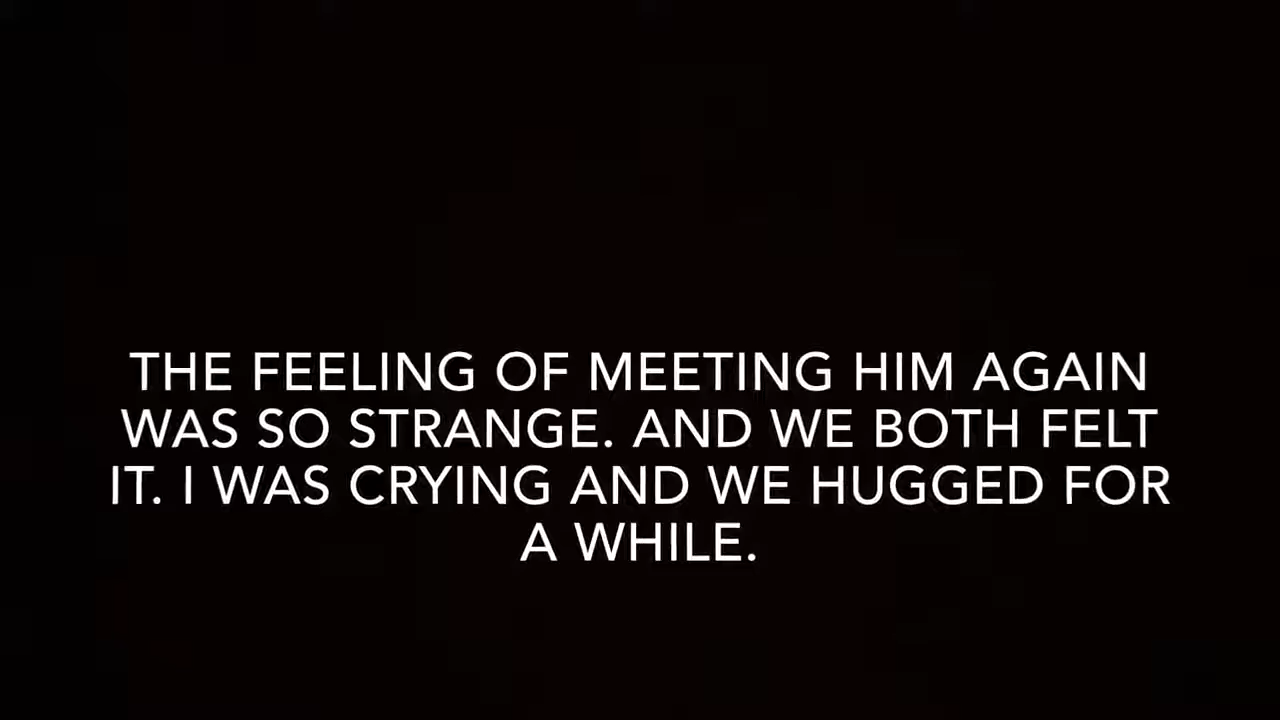 THE FEELING OF MEETING HIM AGAIN
WAS SO STRANGE. AND WE BOTH FELT
IT. I WAS CRYING AND WE HUGGED FOR
A WHILE.